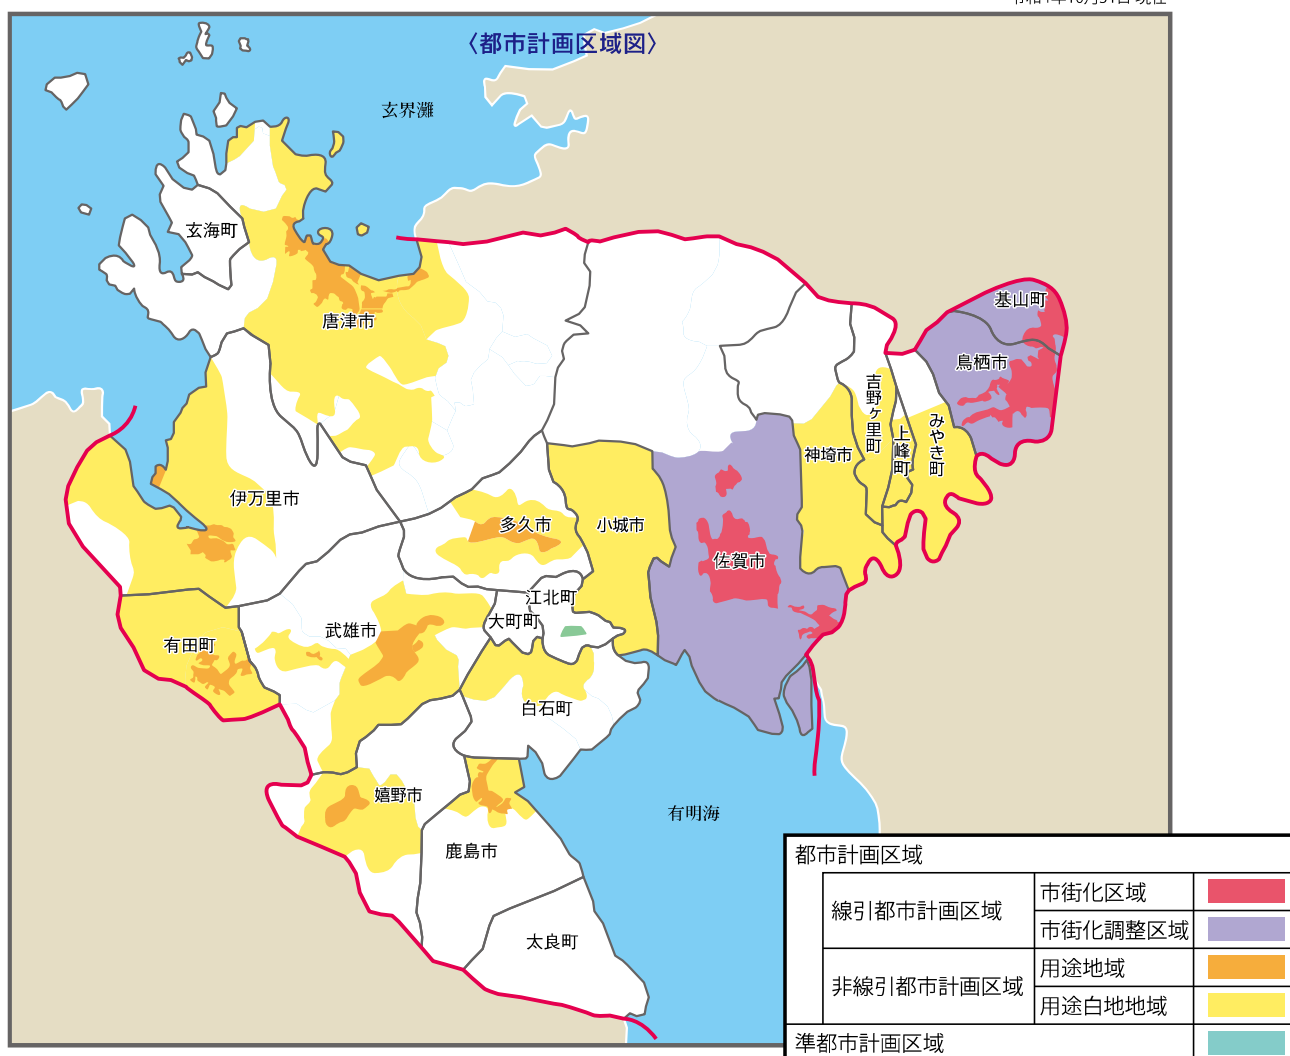 〈都市計画区域図〉
玄界灘
玄海町
唐津市
基山町
鳥栖市
吉野ヶ里町
上峰町
みやき町
神埼市
伊万里市
多久市
小城市
佐賀市
江北町
大町町
武雄市
有田町
白石町
嬉野市
有明海
鹿島市
太良町
都市計画区域
線引都市計画区域
市街化区域
市街化調整区域
非線引都市計画区域
用途地域
用途白地地域
準都市計画区域